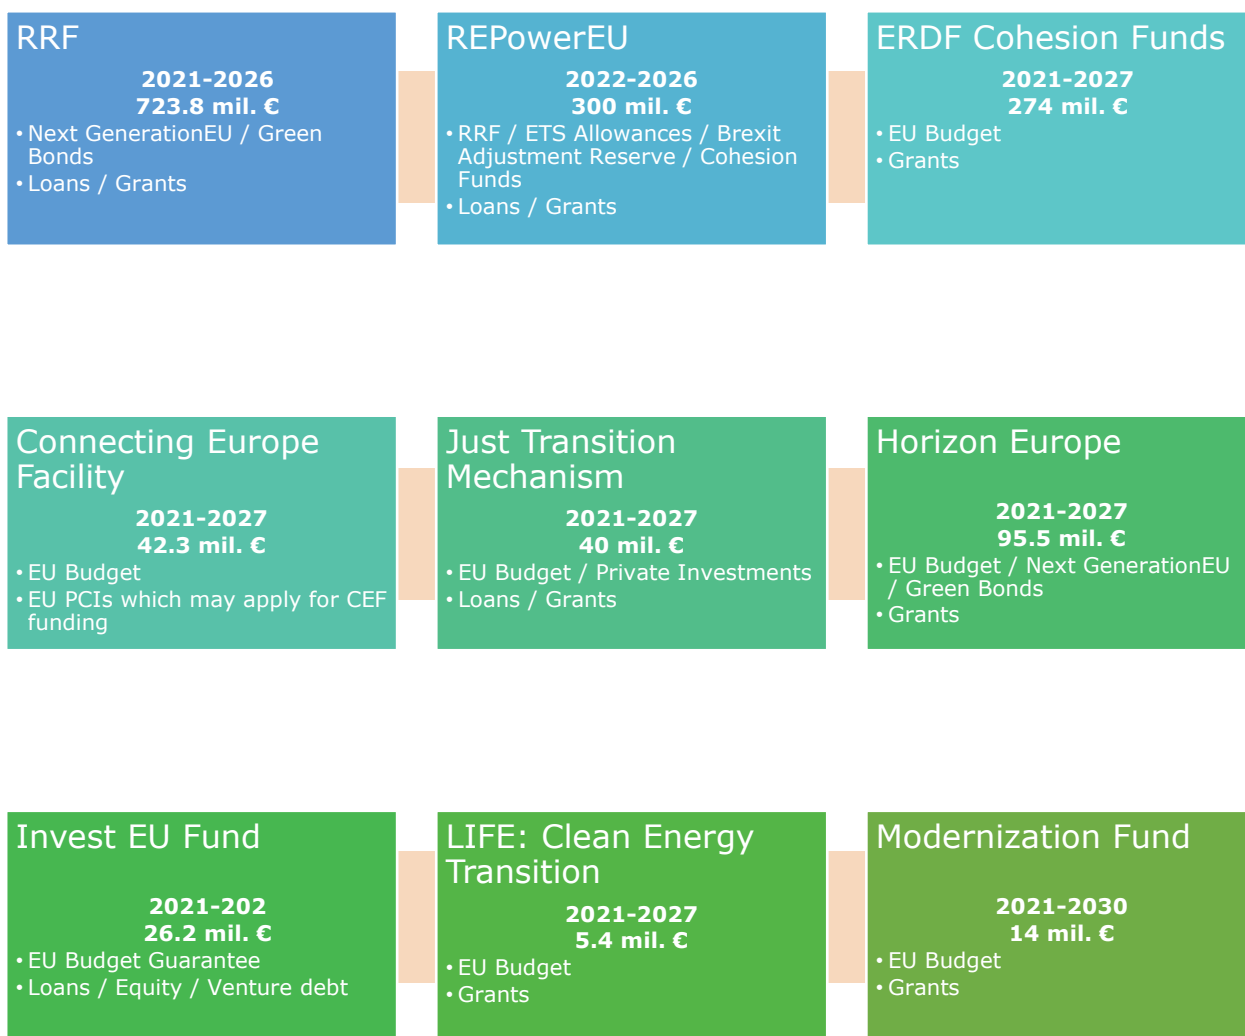 RRF
2021-2026
723.8 mil. €
• Next GenerationEU / Green
Bonds
• Loans / Grants
REPowerEU
2022-2026
300 mil. €
• RRF / ETS Allowances / Brexit
Adjustment Reserve / Cohesion
Funds
• Loans / Grants
ERDF Cohesion Funds
2021-2027
274 mil. €
• EU Budget
• Grants
Connecting Europe
Facility
2021-2027
42.3 mil. €
• EU Budget
• EU PCIs which may apply for CEF
funding
Just Transition
Mechanism
2021-2027
40 mil. €
• EU Budget / Private Investments
• Loans / Grants
Horizon Europe
2021-2027
95.5 mil. €
• EU Budget / Next GenerationEU
/ Green Bonds
• Grants
Invest EU Fund
2021-202
26.2 mil. €
• EU Budget Guarantee
• Loans / Equity / Venture debt
LIFE: Clean Energy
Transition
2021-2027
5.4 mil. €
• EU Budget
• Grants
Modernization Fund
2021-2030
14 mil. €
• EU Budget
• Grants